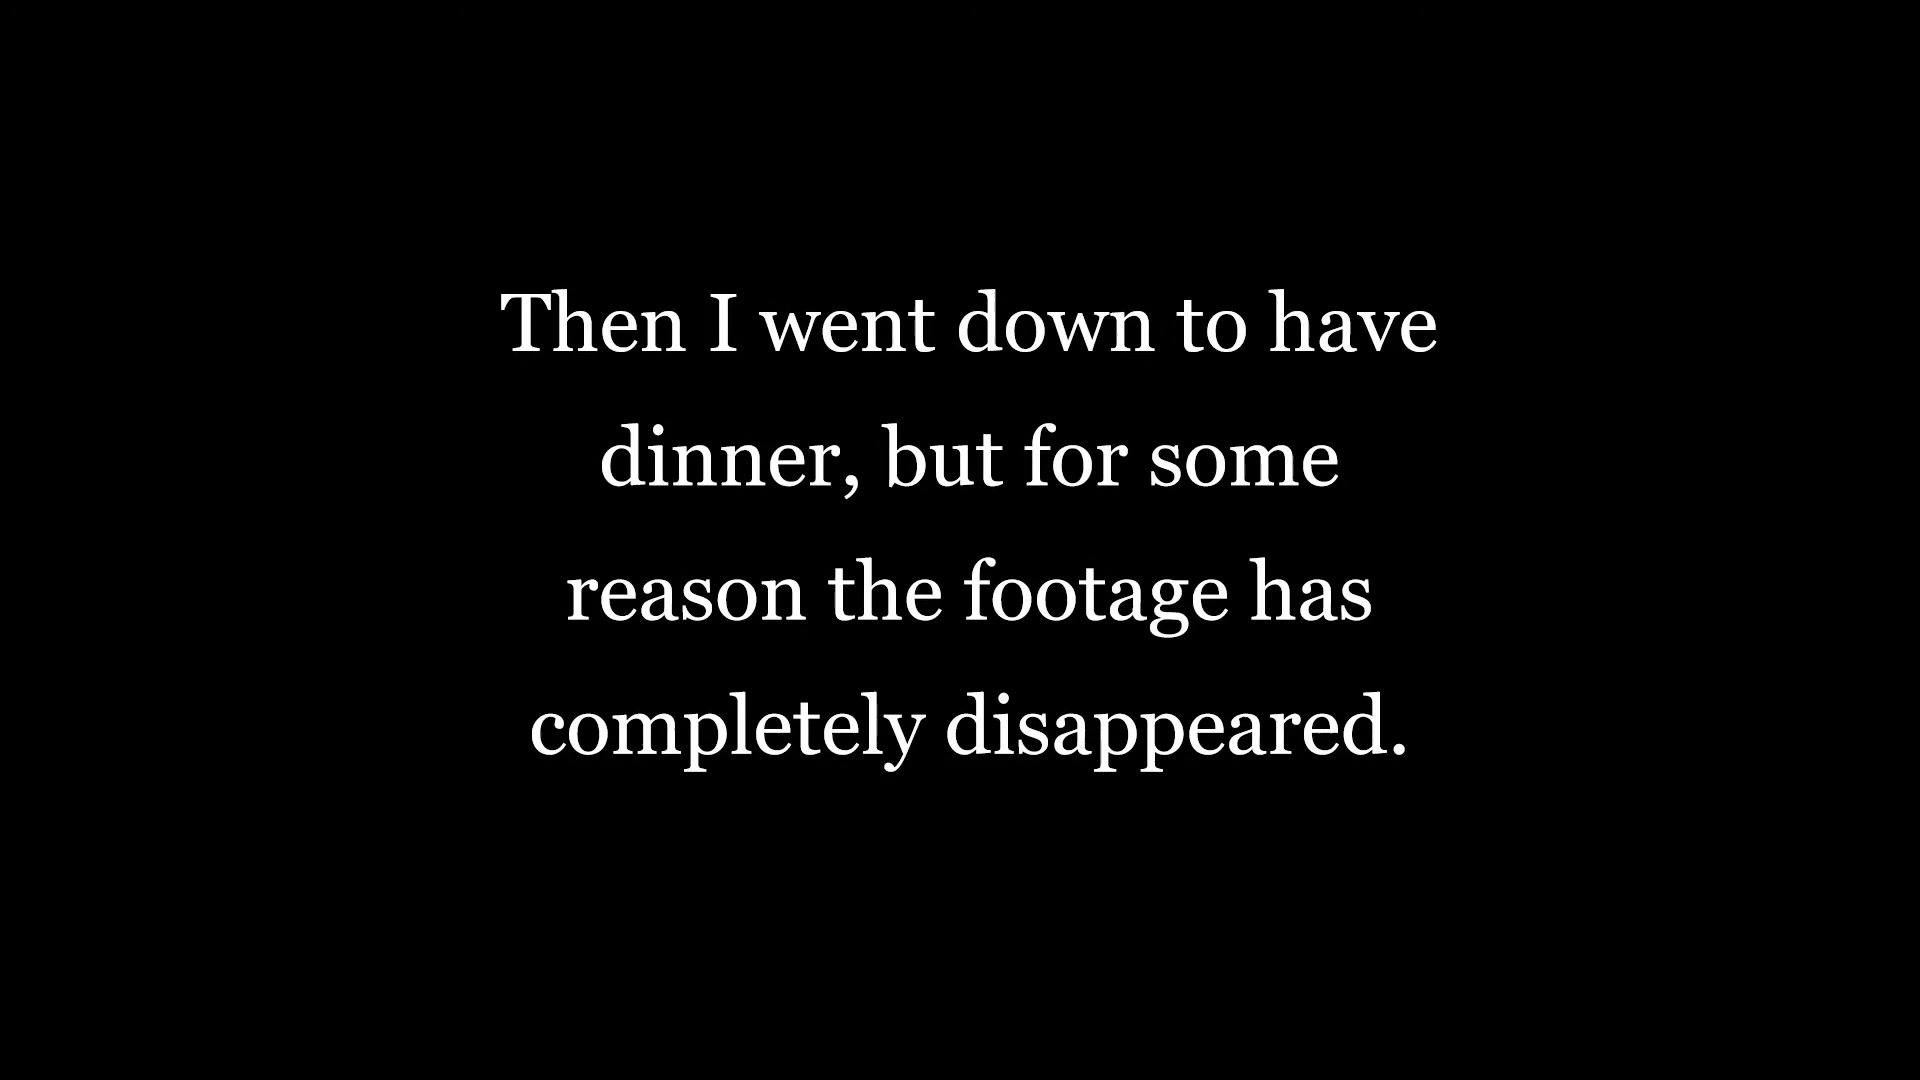 Then I went down to have
dinner, but for some
reason the footage has
completely disappeared.